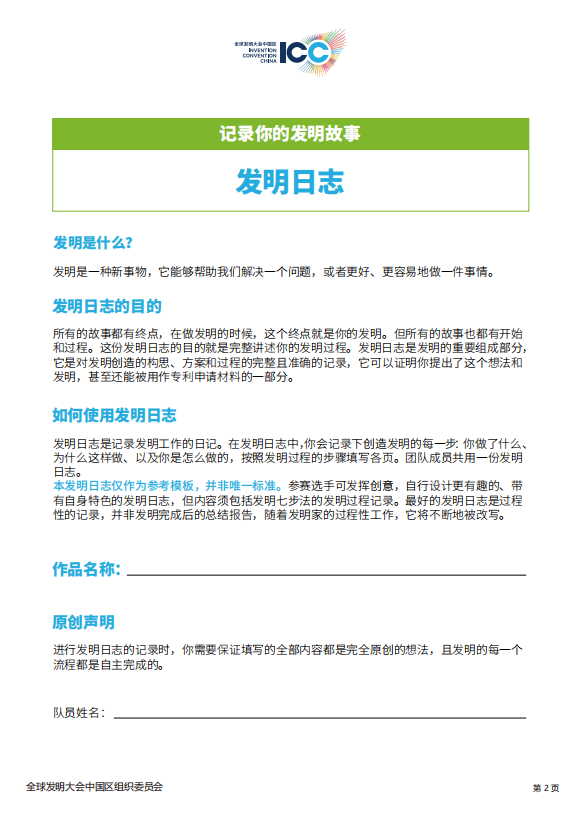 全球发明大会中国区
INVENTION
CONVENTION
CHINA
ICC
记录你的发明故事
发明日志
发明是什么?
发明是一种新事物，它能够帮助我们解决一个问题，或者更好、更容易地做一件事情。
发明日志的目的
所有的故事都有终点，在做发明的时候，这个终点就是你的发明。但所有的故事也都有开始
和过程。这份发明日志的目的就是完整讲述你的发明过程。发明日志是发明的重要组成部分，
它是对发明创造的构思、方案和过程的完整且准确的记录，它可以证明你提出了这个想法和
发明，甚至还能被用作专利申请材料的一部分。
如何使用发明日志
发明日志是记录发明工作的日记。在发明日志中，你会记录下创造发明的每一步：你做了什么、
为什么这样做、以及你是怎么做的，按照发明过程的步骤填写各页。团队成员共用一份发明
日志。
本发明日志仅作为参考模板，并非唯一标准。参赛选手可发挥创意，自行设计更有趣的、带
有自身特色的发明日志，但内容须包括发明七步法的发明过程记录。最好的发明日志是过程
性的记录，并非发明完成后的总结报告，随着发明家的过程性工作，它将不断地被改写。
作品名称：
原创声明
进行发明日志的记录时，你需要保证填写的全部内容都是完全原创的想法，且发明的每一个
流程都是自主完成的。
队员姓名：
全球发明大会中国区组织委员会
第 2 页